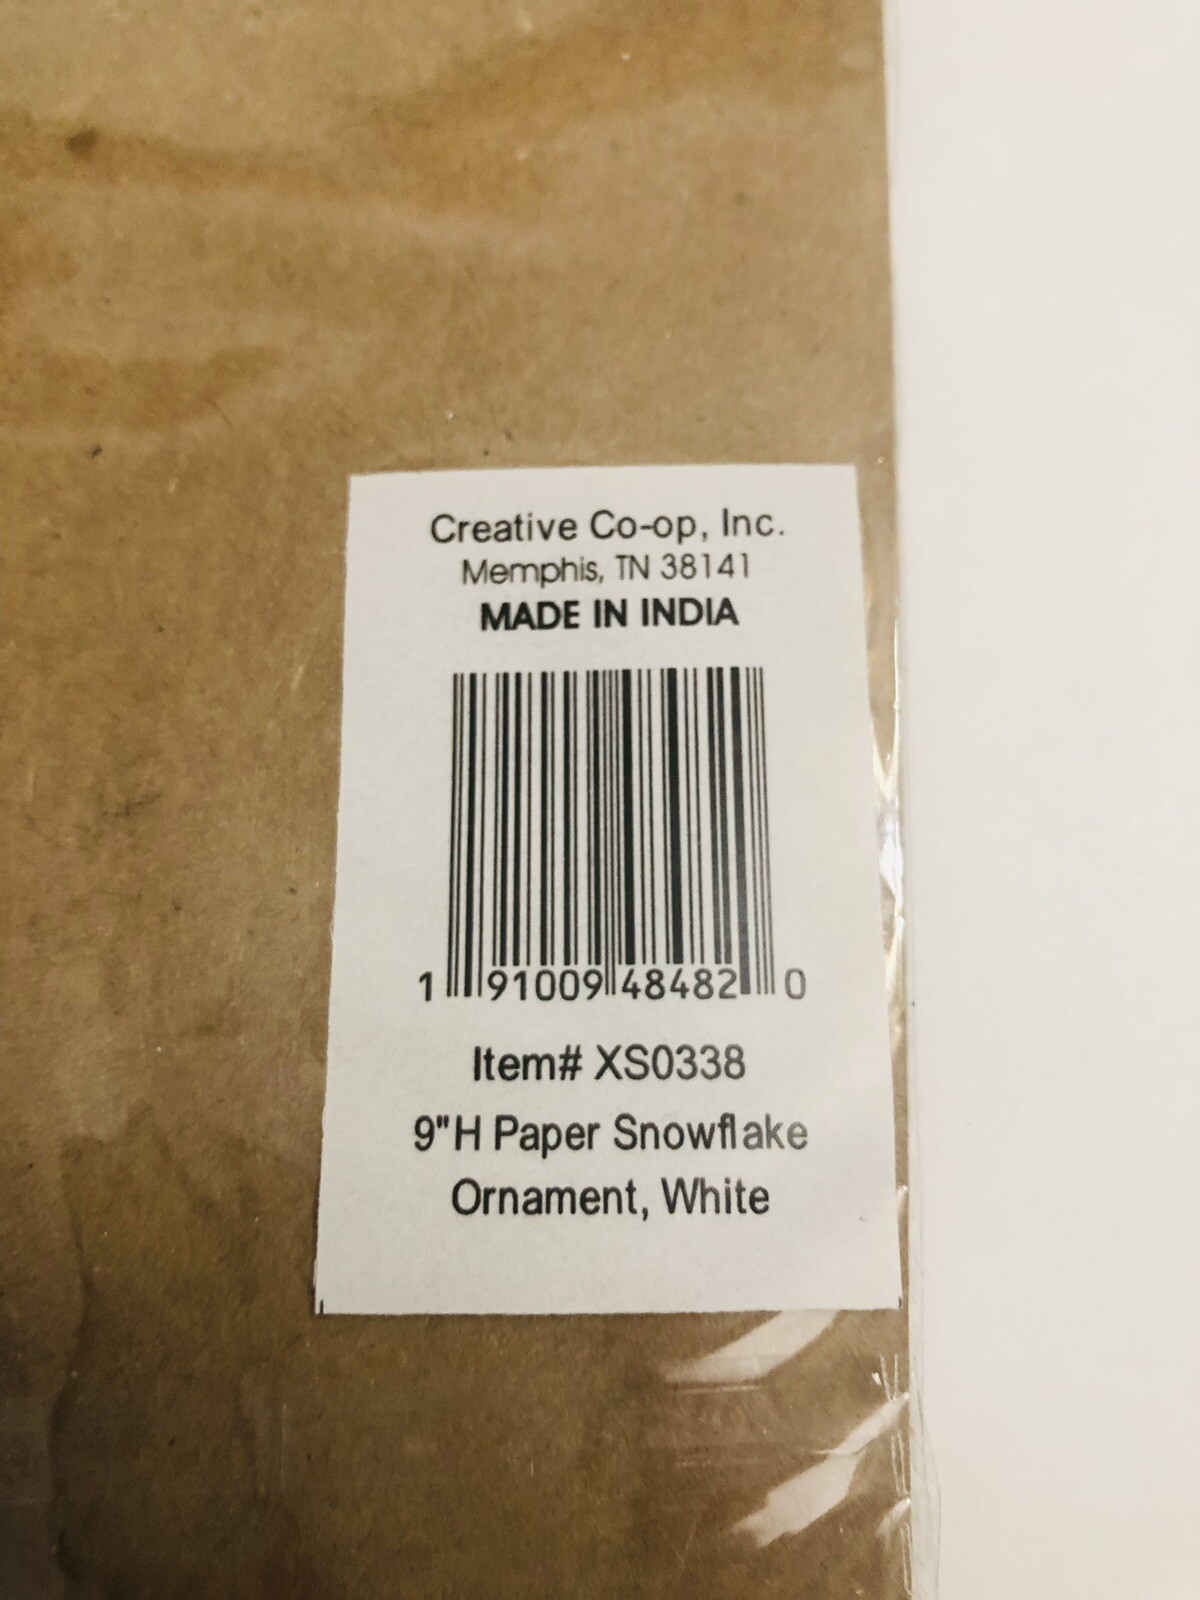 Creative Co-op, Inc.
Memphis, TN 38141
MADE IN INDIA
1 91009 48482 0
Item# XS0338
9"H Paper Snowflake
Ornament, White